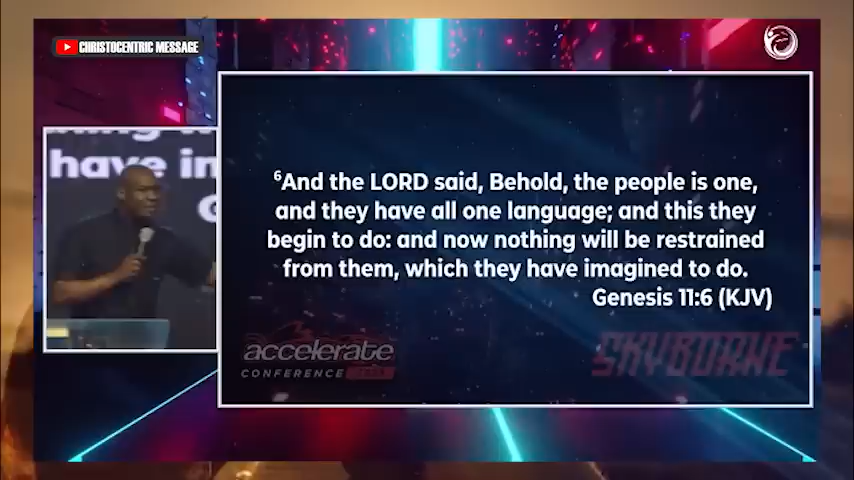 CHRISTOCENTRIC MESSAGE
have in
6And the LORD said, Behold, the people is one,
and they have all one language; and this they
begin to do: and now nothing will be restrained
from them, which they have imagined to do.
Genesis 11:6 (KJV)
accelerate
CONFERENCE
SKYBORNE